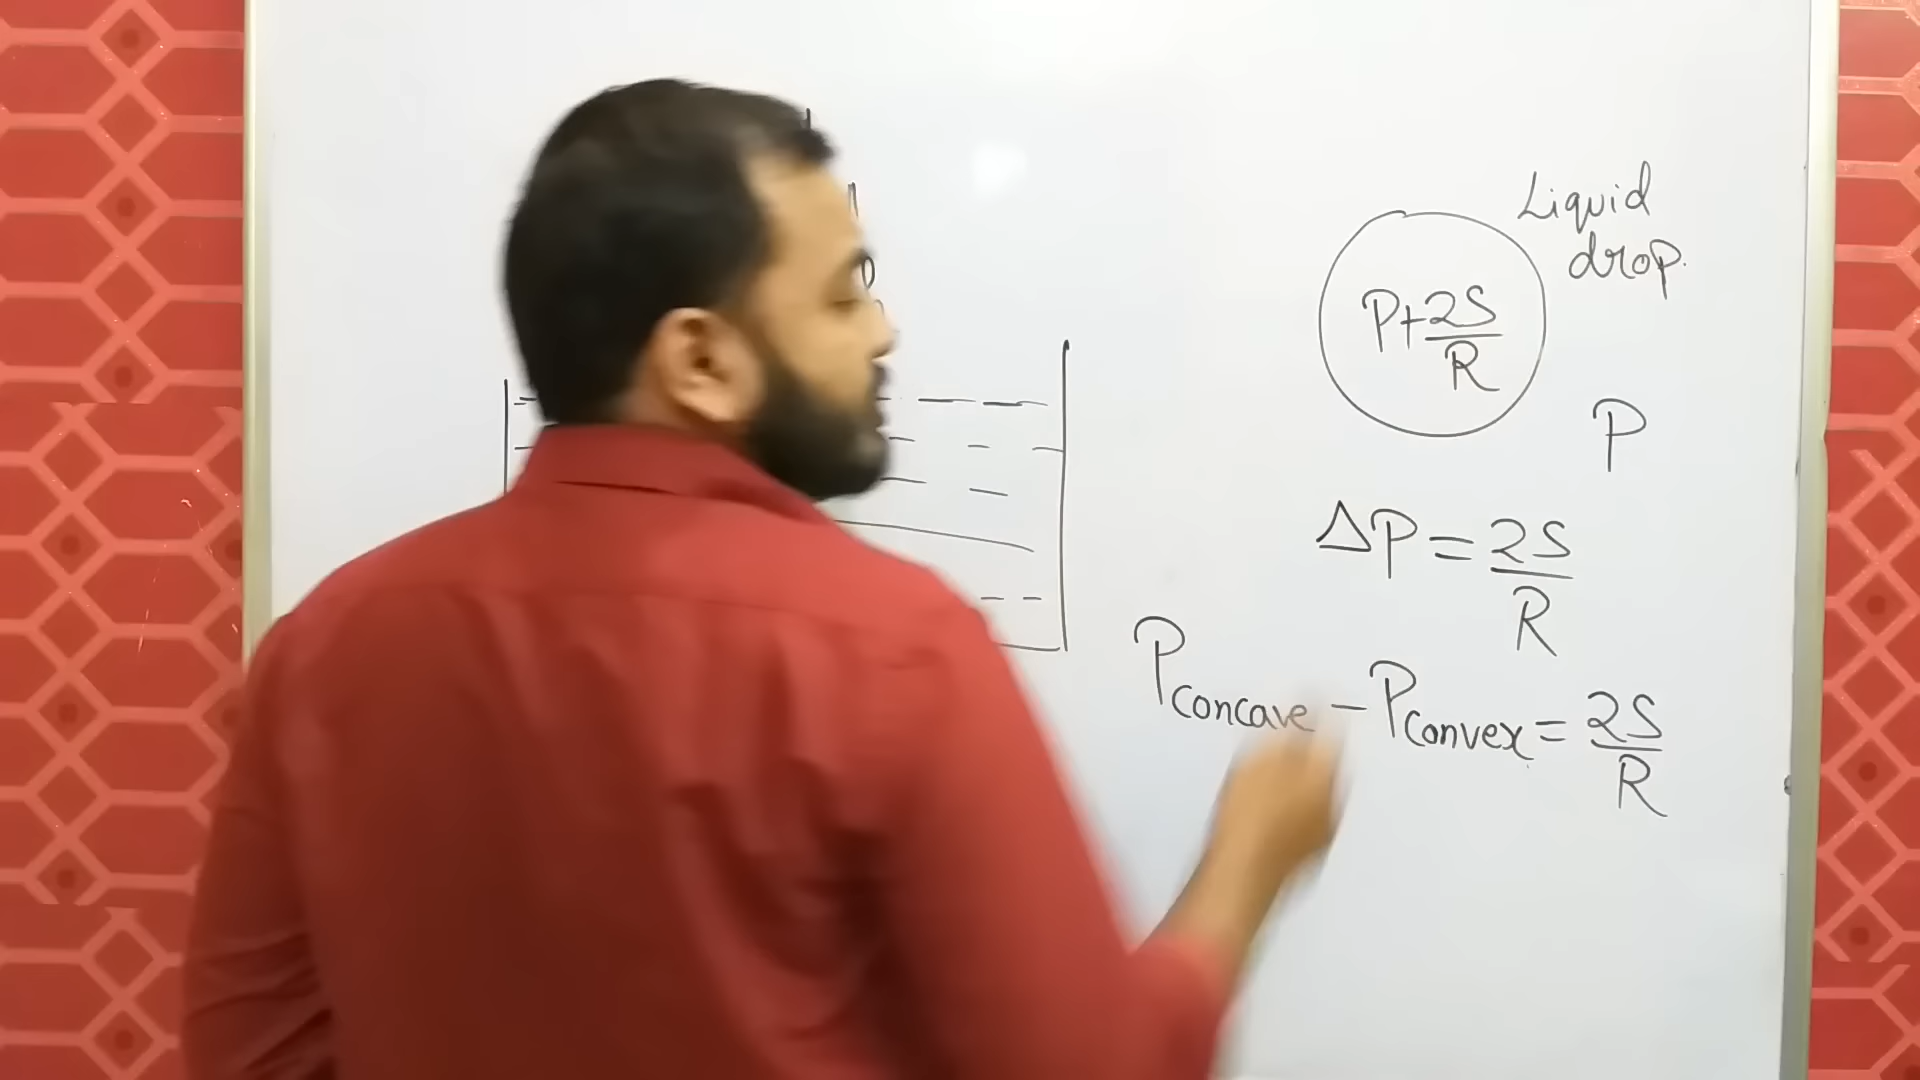 Liquid
drop.
P+2S/R
P
ΔP = 2S/R
Pconcave - Pconvex = 2S/R